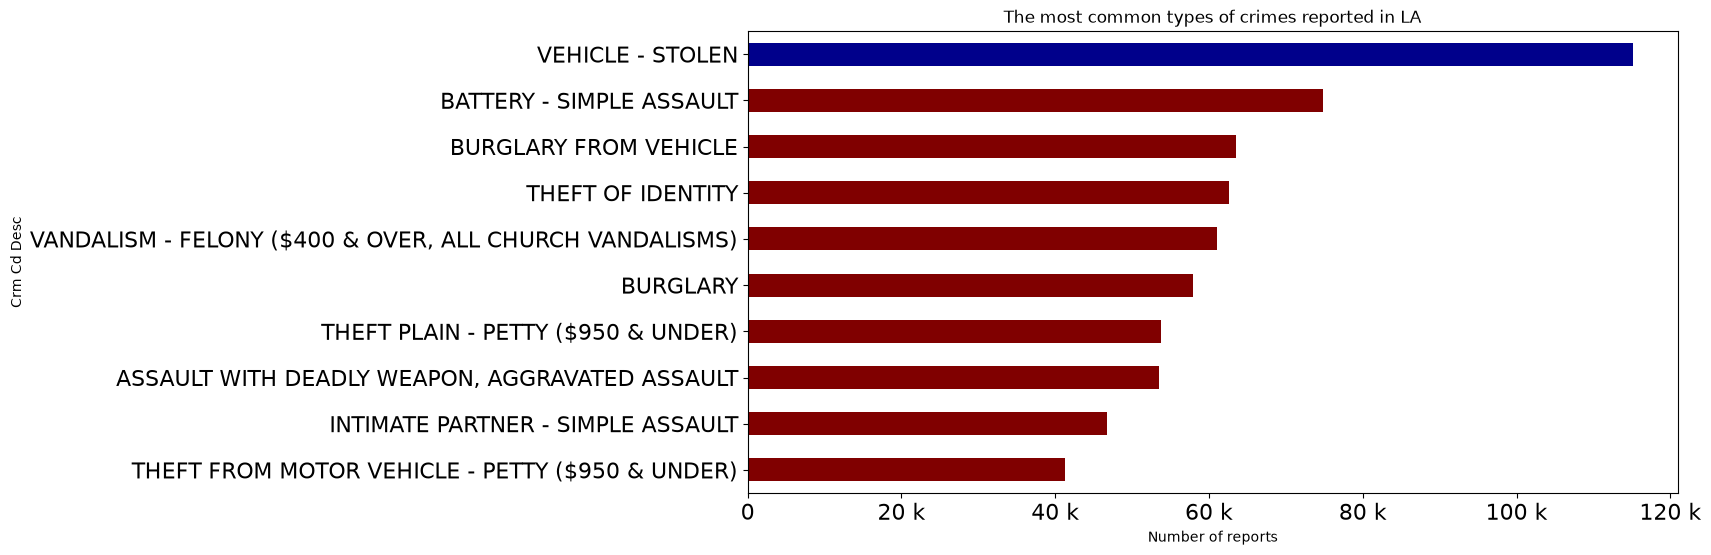 The most common types of crimes reported in LA
VEHICLE - STOLEN
BATTERY - SIMPLE ASSAULT
BURGLARY FROM VEHICLE
THEFT OF IDENTITY
VANDALISM - FELONY ($400 & OVER, ALL CHURCH VANDALISMS)
BURGLARY
THEFT PLAIN - PETTY ($950 & UNDER)
ASSAULT WITH DEADLY WEAPON, AGGRAVATED ASSAULT
INTIMATE PARTNER - SIMPLE ASSAULT
THEFT FROM MOTOR VEHICLE - PETTY ($950 & UNDER)
Crm Cd Desc
0 20 k 40 k 60 k 80 k 100 k 120 k
Number of reports